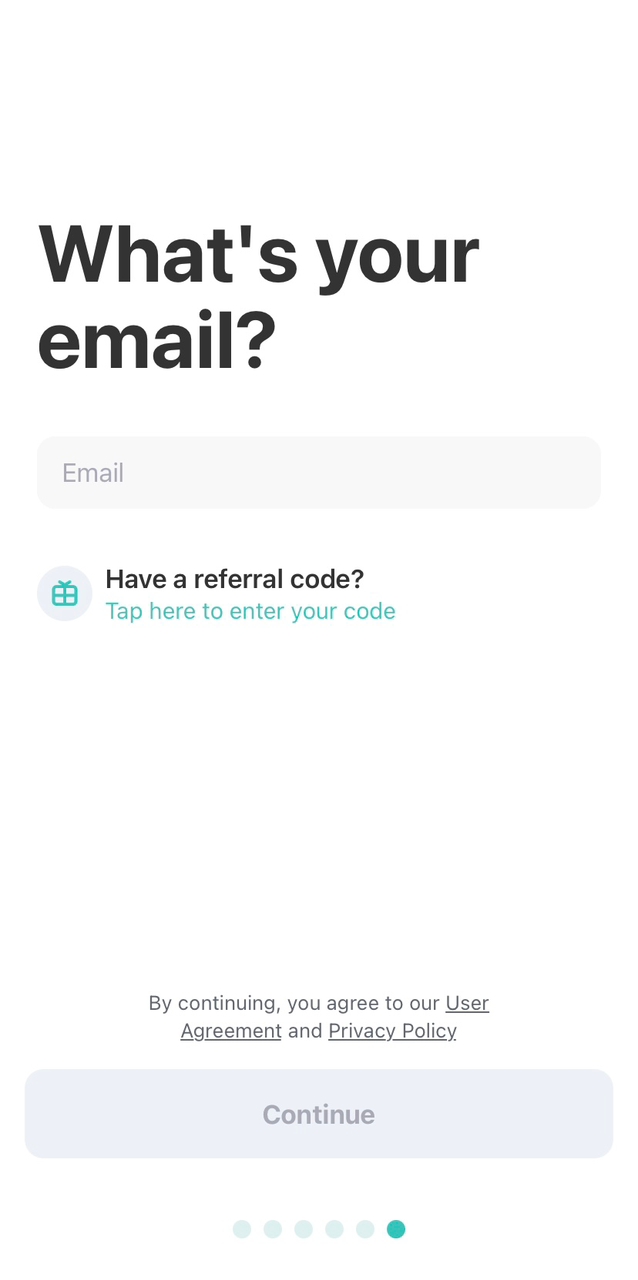 What's your
email?
Email
Have a referral code?
Tap here to enter your code
By continuing, you agree to our User
Agreement and Privacy Policy
Continue